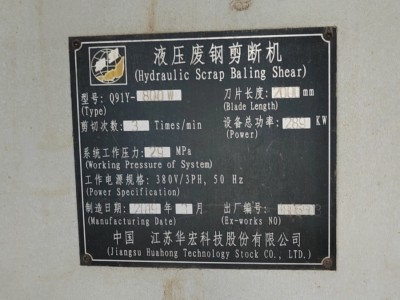 液压废钢剪断机
(Hydraulic Scrap Baling Shear)
型号: Q91Y-800W 刀片长度: mm
(Type) (Blade Length)
剪切次数: 3 Times/min 设备总功率: KW
(Power)
系统工作压力: MPa
(Working Pressure of System)
工作电源规格: 380V/3PH, 50 Hz
(Power Specification)
制造日期: 年 月 出厂编号:
(Manufacturing Date) (Ex-works NO)
中国 江苏华宏科技股份有限公司
(Jiangsu Huahong Technology Stock CO., LTD.)